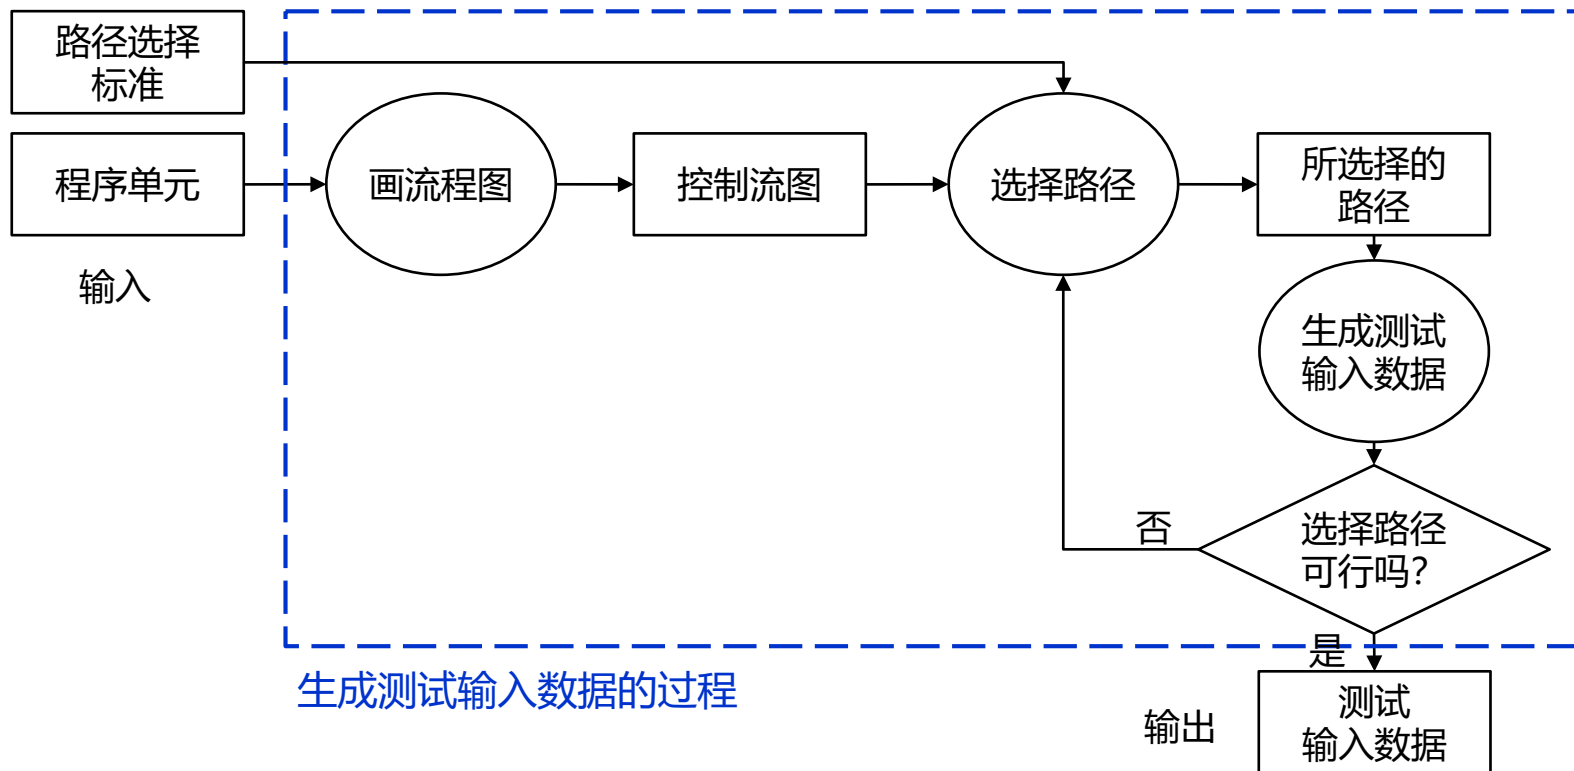 路径选择
标准
程序单元
输入
画流程图
控制流图
选择路径
所选择的
路径
生成测试
输入数据
选择路径
可行吗?
否
是
生成测试输入数据的过程
输出
测试
输入数据